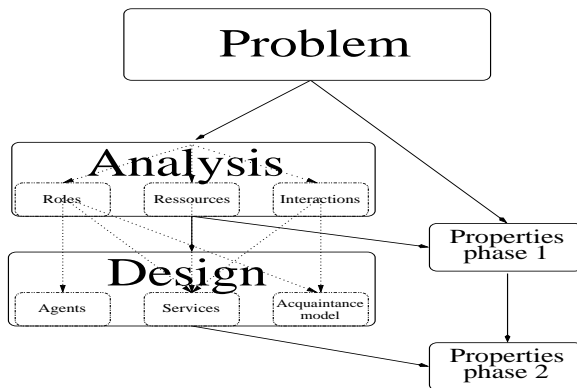 Problem
Analysis
Roles
Ressources
Interactions
Properties
phase 1
Design
Agents
Services
Acquaintance
model
Properties
phase 2